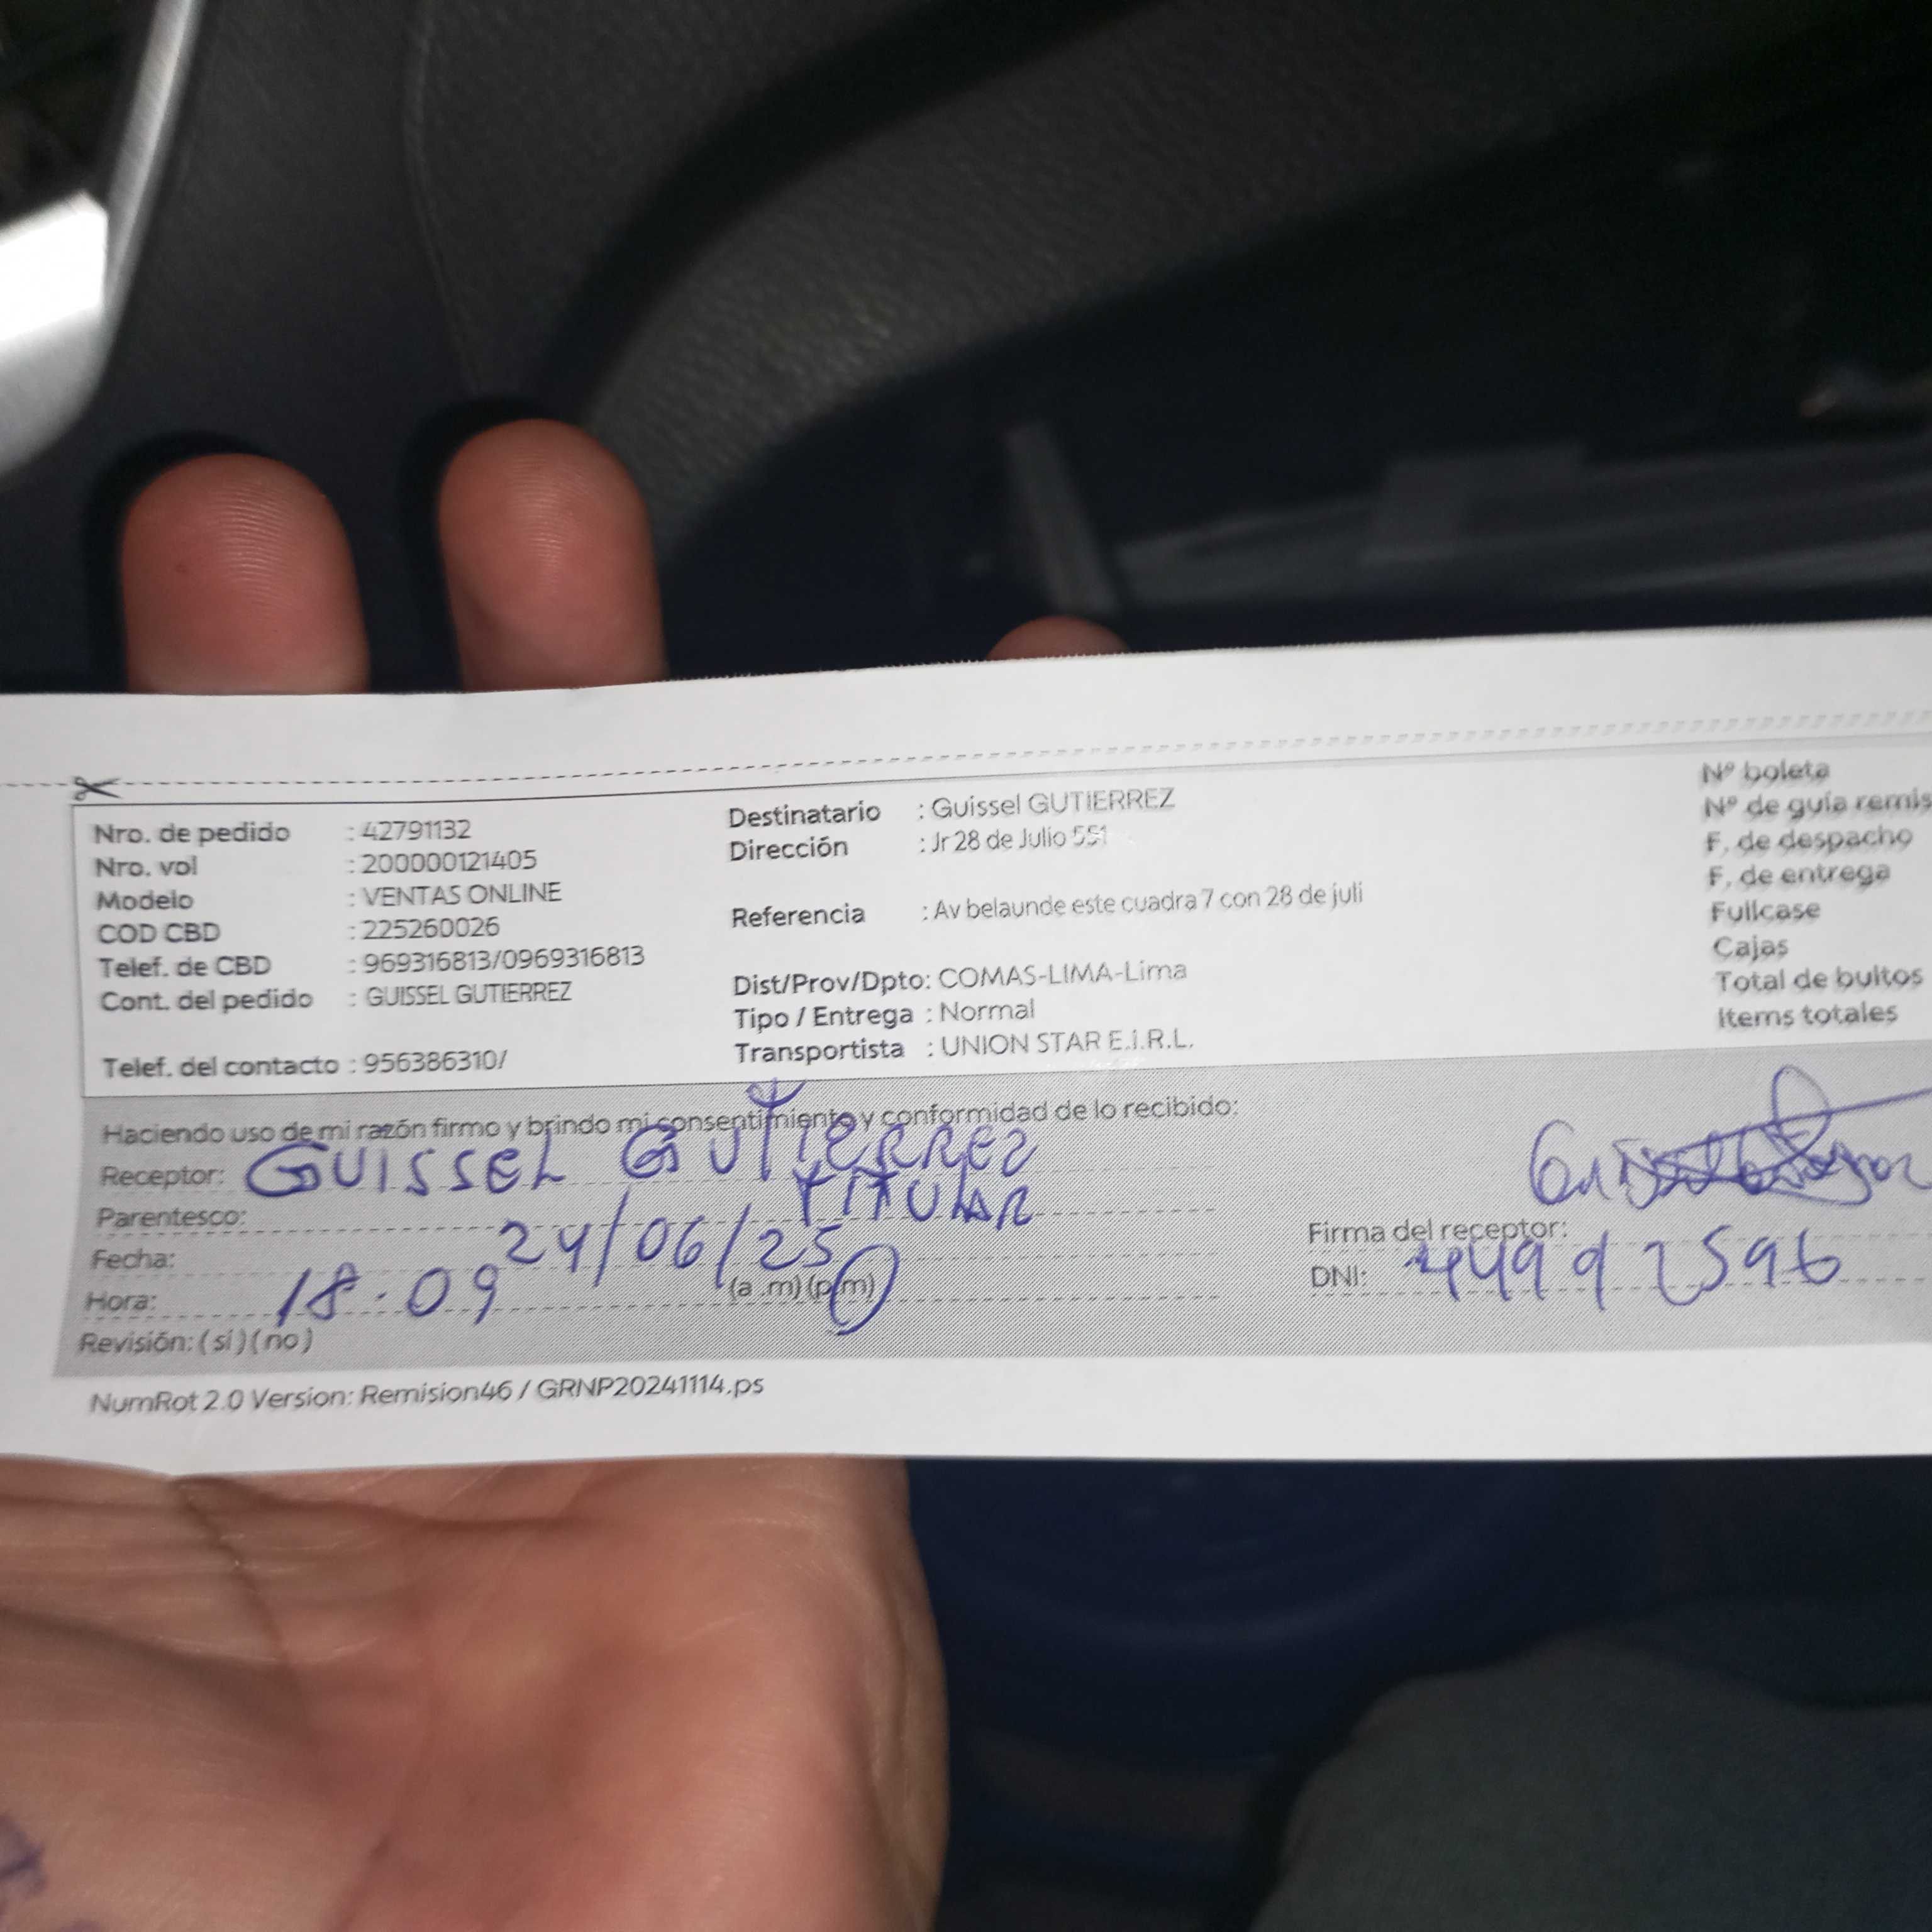 Nro. de pedido : 42791132
Nro. vol : 200000121405
Modelo : VENTAS ONLINE
COD CBD : 225260026
Telef. de CBD : 969316813/0969316813
Cont. del pedido : GUISSEL GUTIERREZ
Telef. del contacto : 956386310/
Destinatario : Guissel GUTIERREZ
Dirección : Jr 28 de Julio 551
Referencia : Av belaunde este cuadra 7 con 28 de juli
Dist/Prov/Dpto: COMAS-LIMA-Lima
Tipo / Entrega : Normal
Transportista : UNION STAR E.I.R.L.
Nº boleta
Nº de guía remis
F. de despacho
F. de entrega
Fullcase
Cajas
Total de bultos
Items totales
Haciendo uso de mi razón firmo y brindo mi consentimiento y conformidad de lo recibido:
Receptor: GUISSEL GUTIERREZ
Parentesco: TITULAR
Fecha: 24/06/25
Hora: 18:09 (a .m) (p.m)
Revisión: ( si ) ( no )
Firma del receptor:
DNI:
NumRot 2.0 Version: Remision46 / GRNP20241114.ps